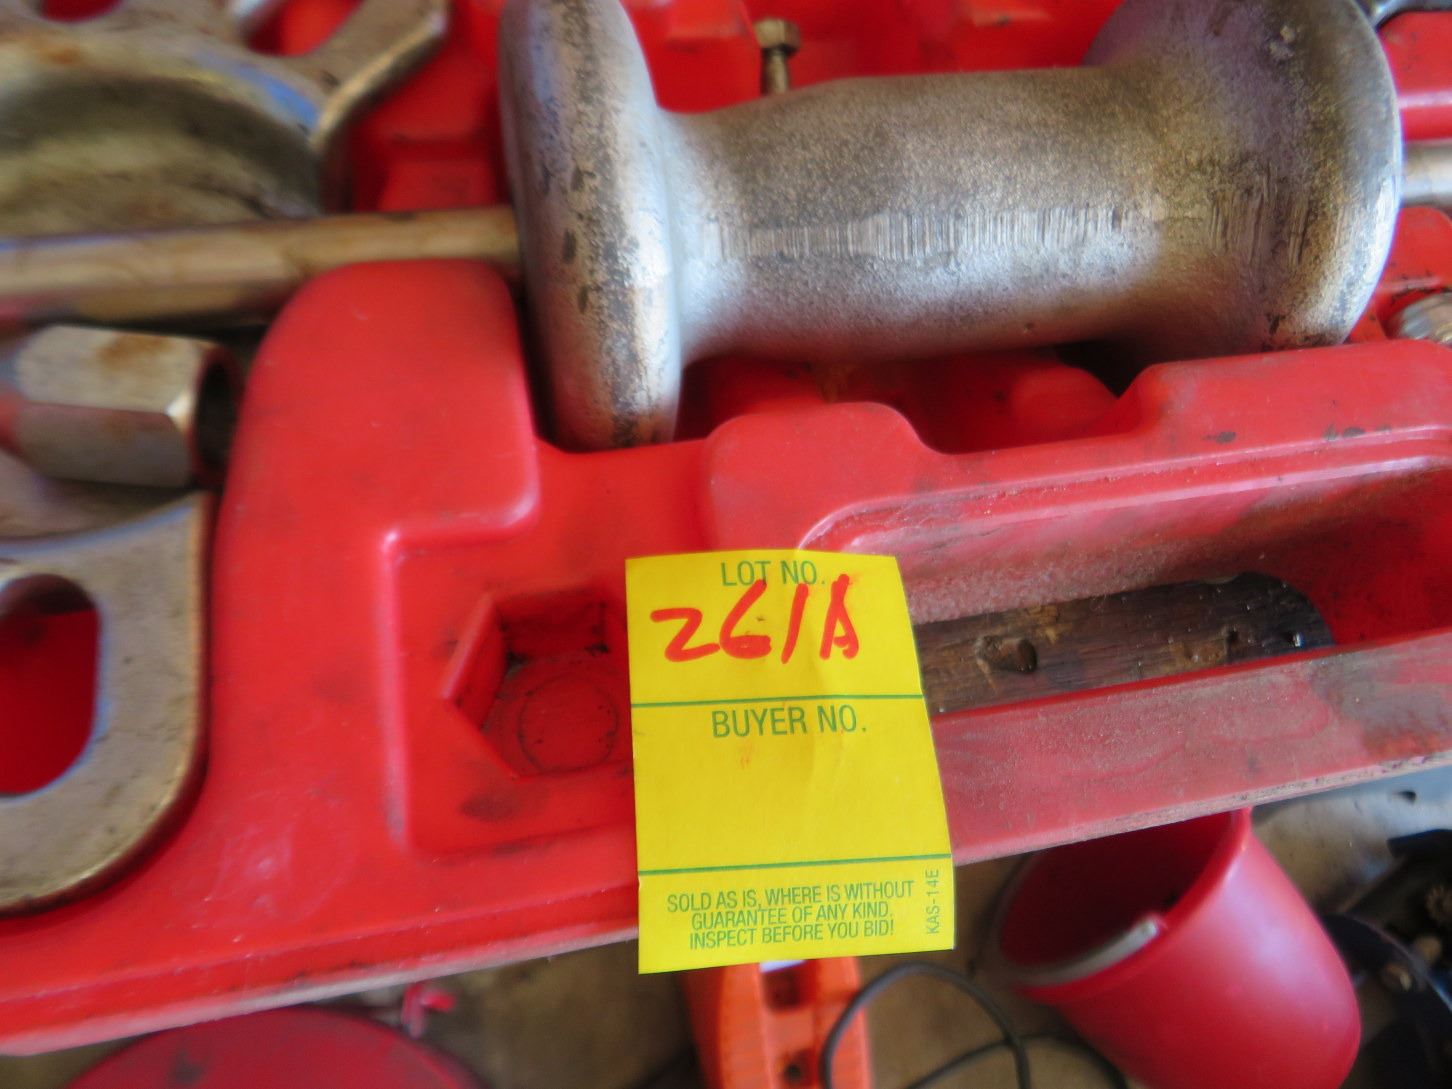 LOT NO.
261A
BUYER NO.
SOLD AS IS, WHERE IS WITHOUT
GUARANTEE OF ANY KIND.
INSPECT BEFORE YOU BID!
KAS-14E